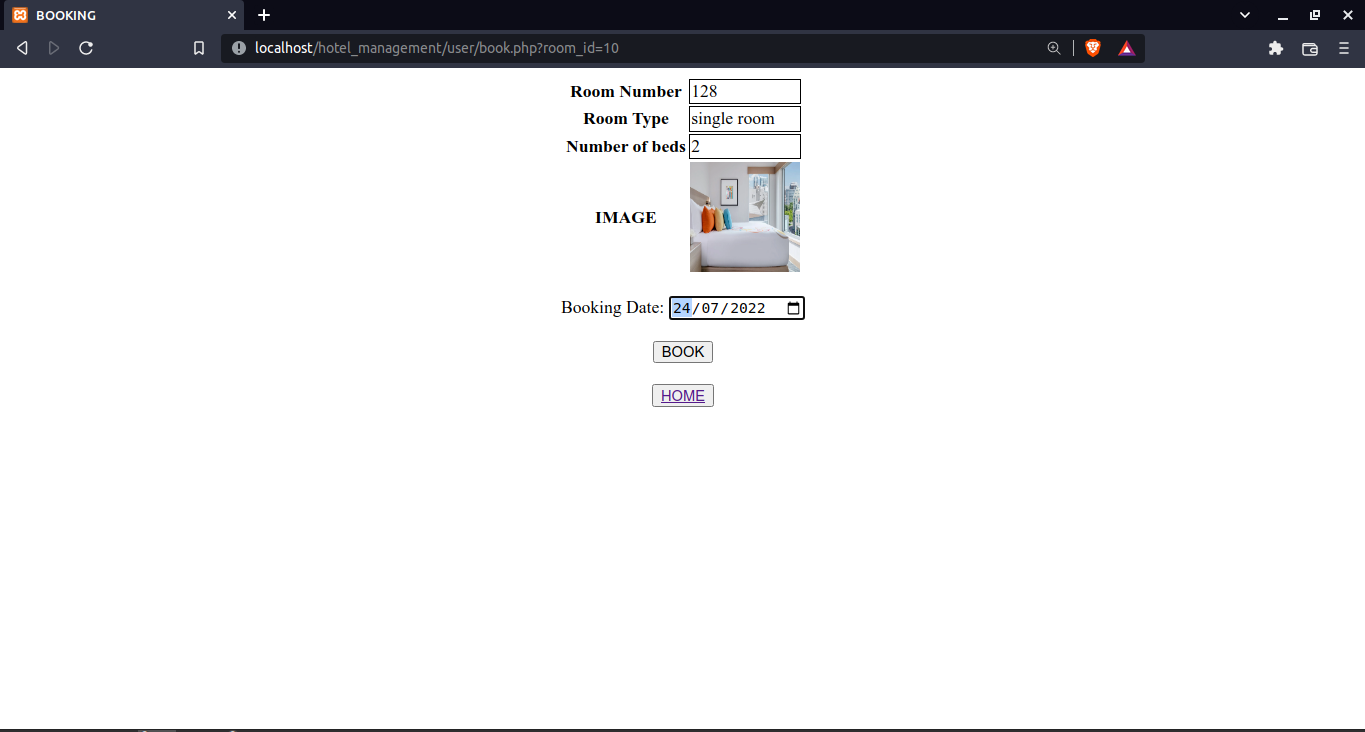 BOOKING
localhost/hotel_management/user/book.php?room_id=10
Room Number 128
Room Type single room
Number of beds 2
IMAGE
Booking Date: 24/07/2022
BOOK
HOME